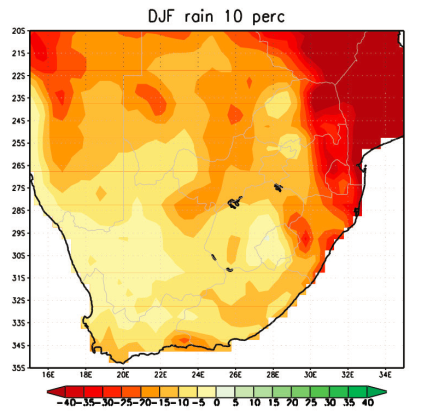 DJF rain 10 perc
20S
21S
22S
23S
24S
25S
26S
27S
28S
29S
30S
31S
32S
33S
34S
35S
16E 18E 20E 22E 24E 26E 28E 30E 32E 34E
-40 -35 -30 -25 -20 -15 -10 -5 0 5 10 15 20 25 30 35 40